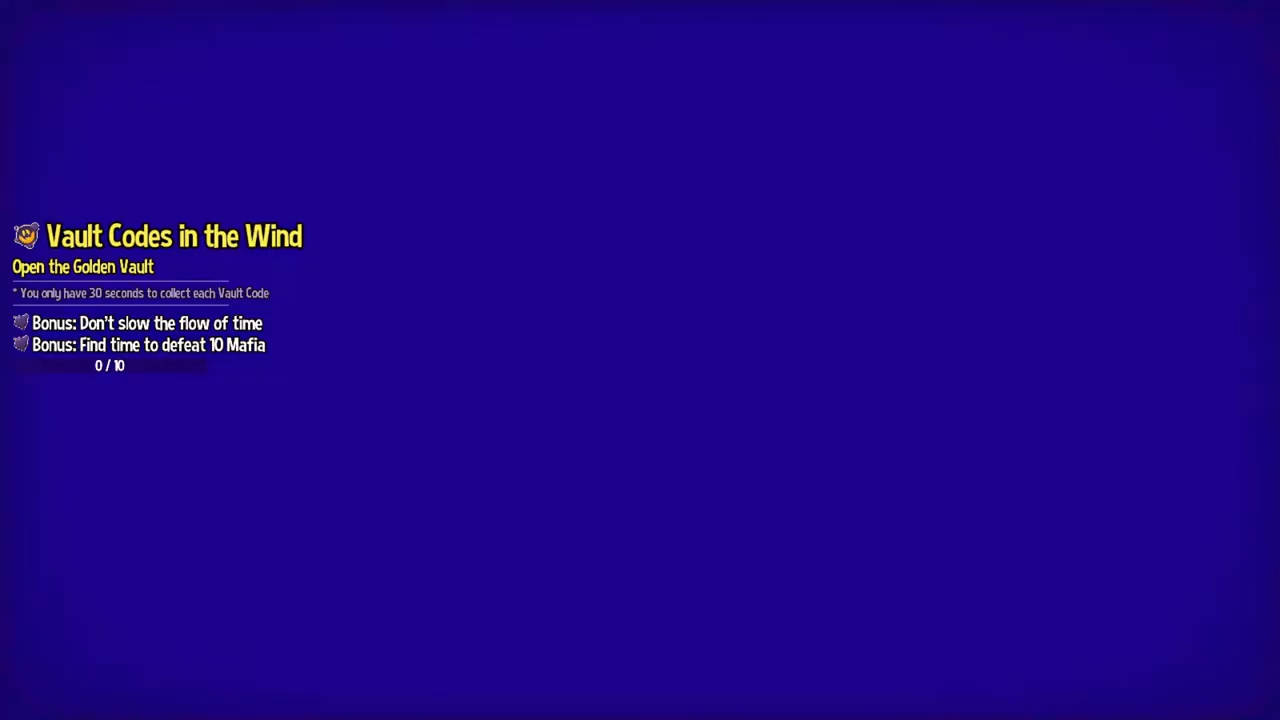 Vault Codes in the Wind
Open the Golden Vault
* You only have 30 seconds to collect each Vault Code
Bonus: Don't slow the flow of time
Bonus: Find time to defeat 10 Mafia
0 / 10